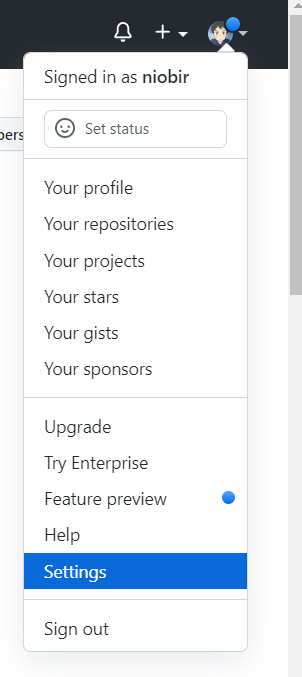 Signed in as niobir
pers
Set status
Your profile
Your repositories
Your projects
Your stars
Your gists
Your sponsors
Upgrade
Try Enterprise
Feature preview
Help
Settings
Sign out